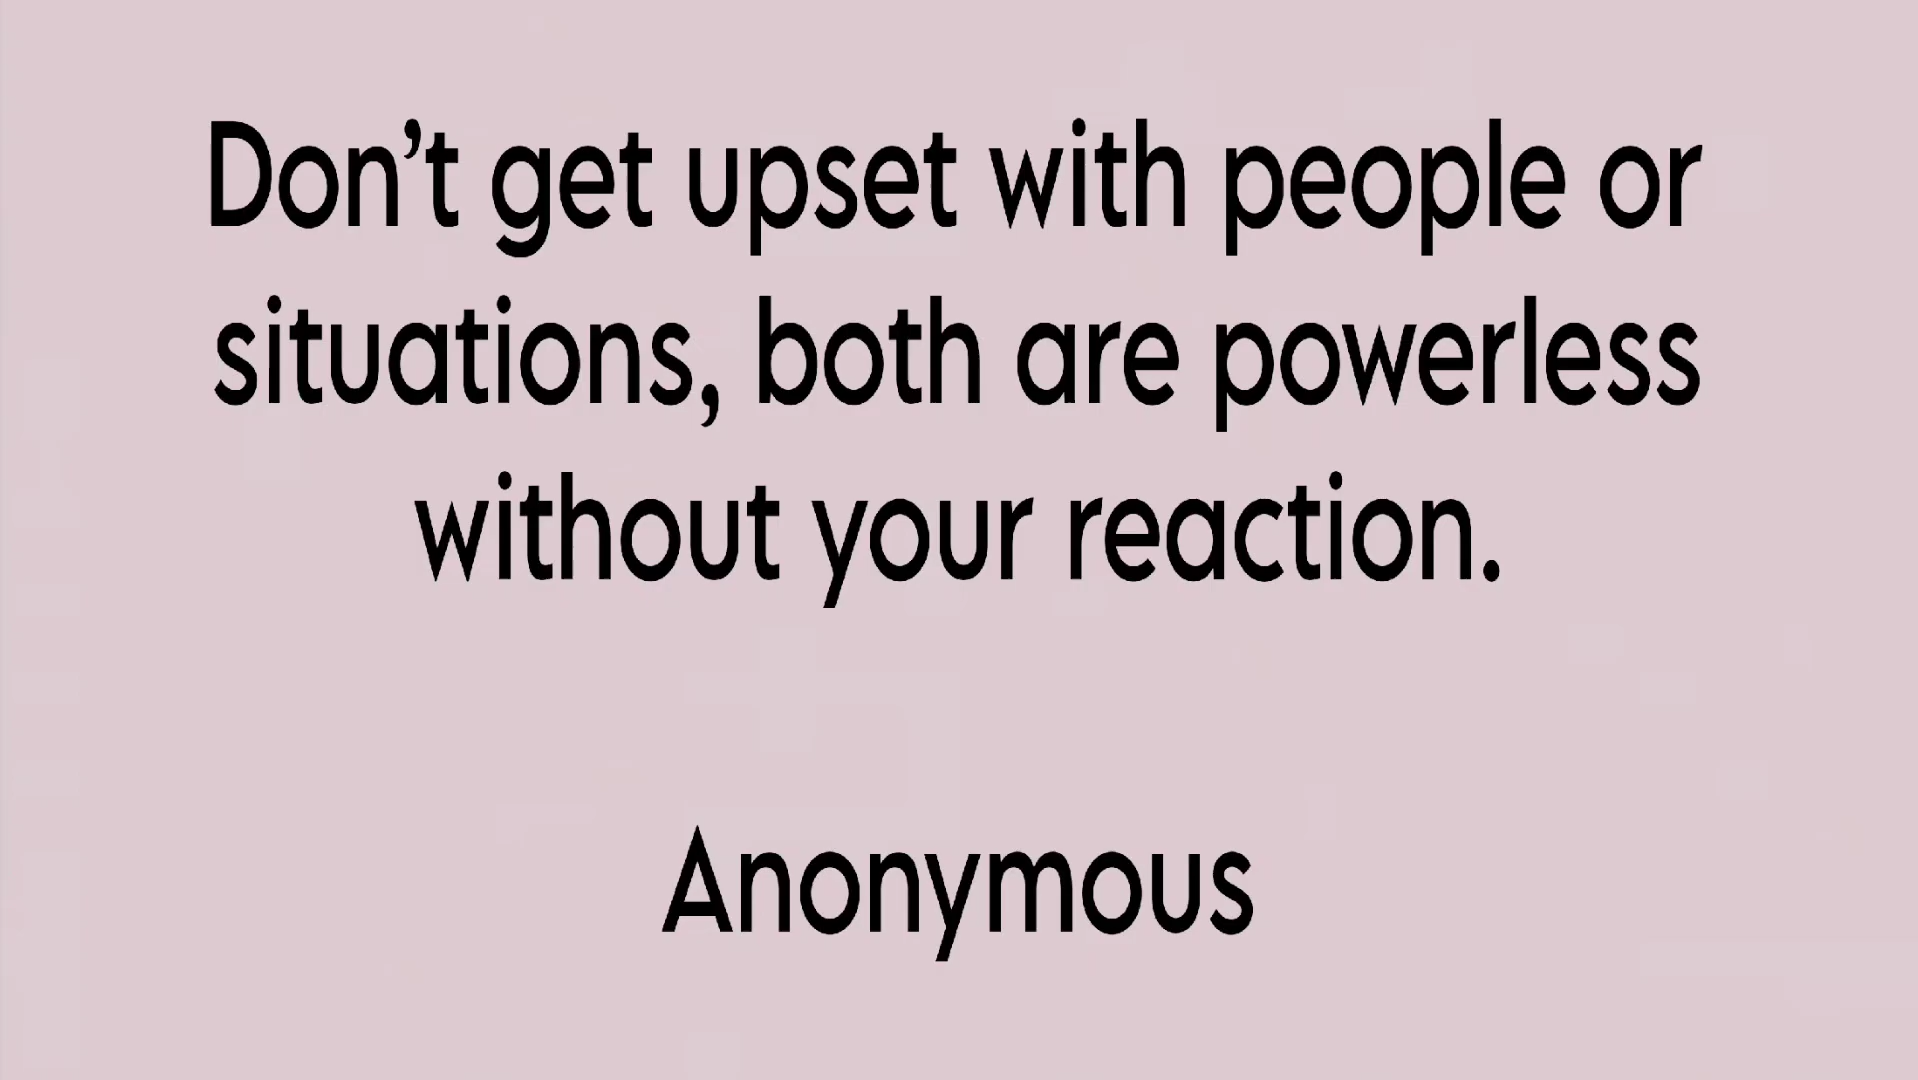 Don’t get upset with people or
situations, both are powerless
without your reaction.
Anonymous